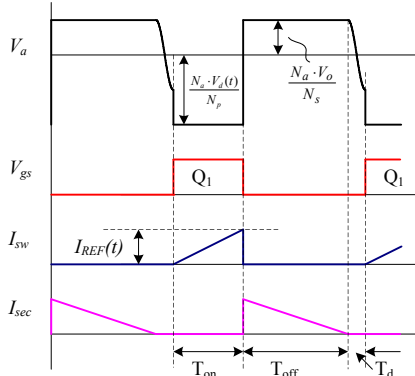 V_a
N_a · V_d(t)
N_p
N_a · V_o
N_s
V_gs
Q_1
Q_1
I_sw
I_REF(t)
I_sec
T_on
T_off
T_d